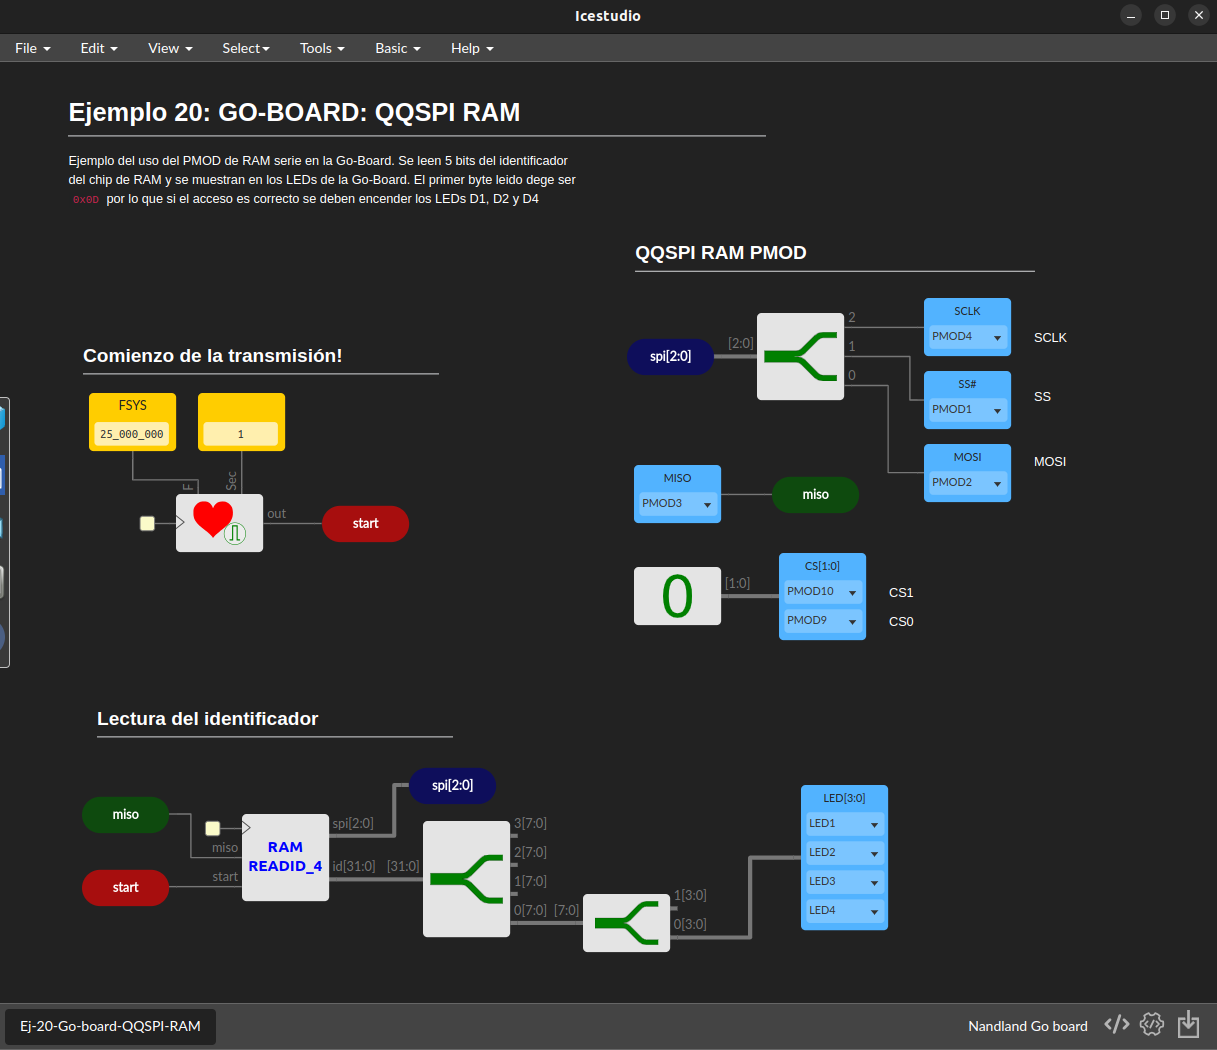 Icestudio
File Edit View Select Tools Basic Help
Ejemplo 20: GO-BOARD: QQSPI RAM
Ejemplo del uso del PMOD de RAM serie en la Go-Board. Se leen 5 bits del identificador
del chip de RAM y se muestran en los LEDs de la Go-Board. El primer byte leido dege ser
0x0D por lo que si el acceso es correcto se deben encender los LEDs D1, D2 y D4
QQSPI RAM PMOD
spi[2:0]
[2:0]
2
1
0
SCLK
PMOD4
SCLK
SS#
PMOD1
SS
MOSI
PMOD2
MOSI
MISO
PMOD3
miso
0
[1:0]
CS[1:0]
PMOD10
CS1
PMOD9
CS0
Comienzo de la transmisión!
FSYS
25_000_000
1
F
Sec
out
start
Lectura del identificador
miso
start
miso
start
RAM
READID_4
spi[2:0]
id[31:0]
spi[2:0]
[31:0]
3[7:0]
2[7:0]
1[7:0]
0[7:0]
[7:0]
1[3:0]
0[3:0]
LED[3:0]
LED1
LED2
LED3
LED4
Ej-20-Go-board-QQSPI-RAM
Nandland Go board